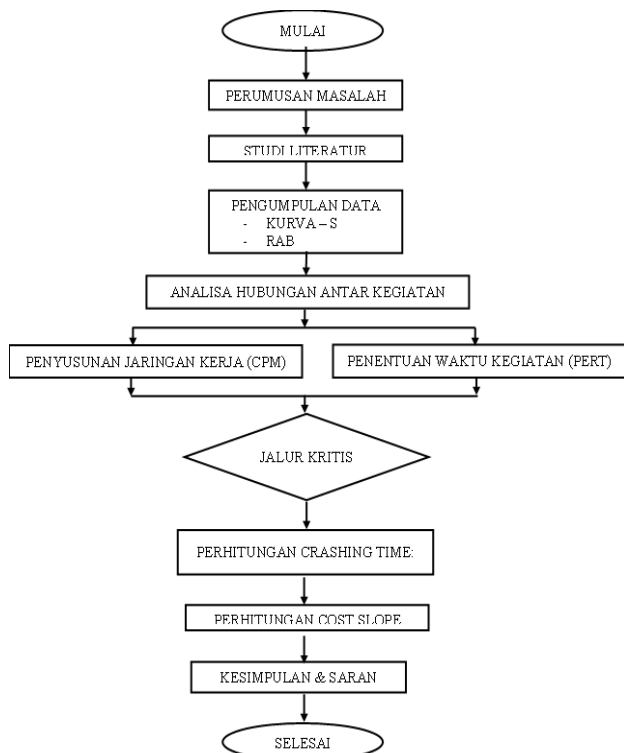 MULAI
PERUMUSAN MASALAH
STUDI LITERATUR
PENGUMPULAN DATA
- KURVA – S
- RAB
ANALISA HUBUNGAN ANTAR KEGIATAN
PENYUSUNAN JARINGAN KERJA (CPM)
PENENTUAN WAKTU KEGIATAN (PERT)
JALUR KRITIS
PERHITUNGAN CRASHING TIME:
PERHITUNGAN COST SLOPE
KESIMPULAN & SARAN
SELESAI